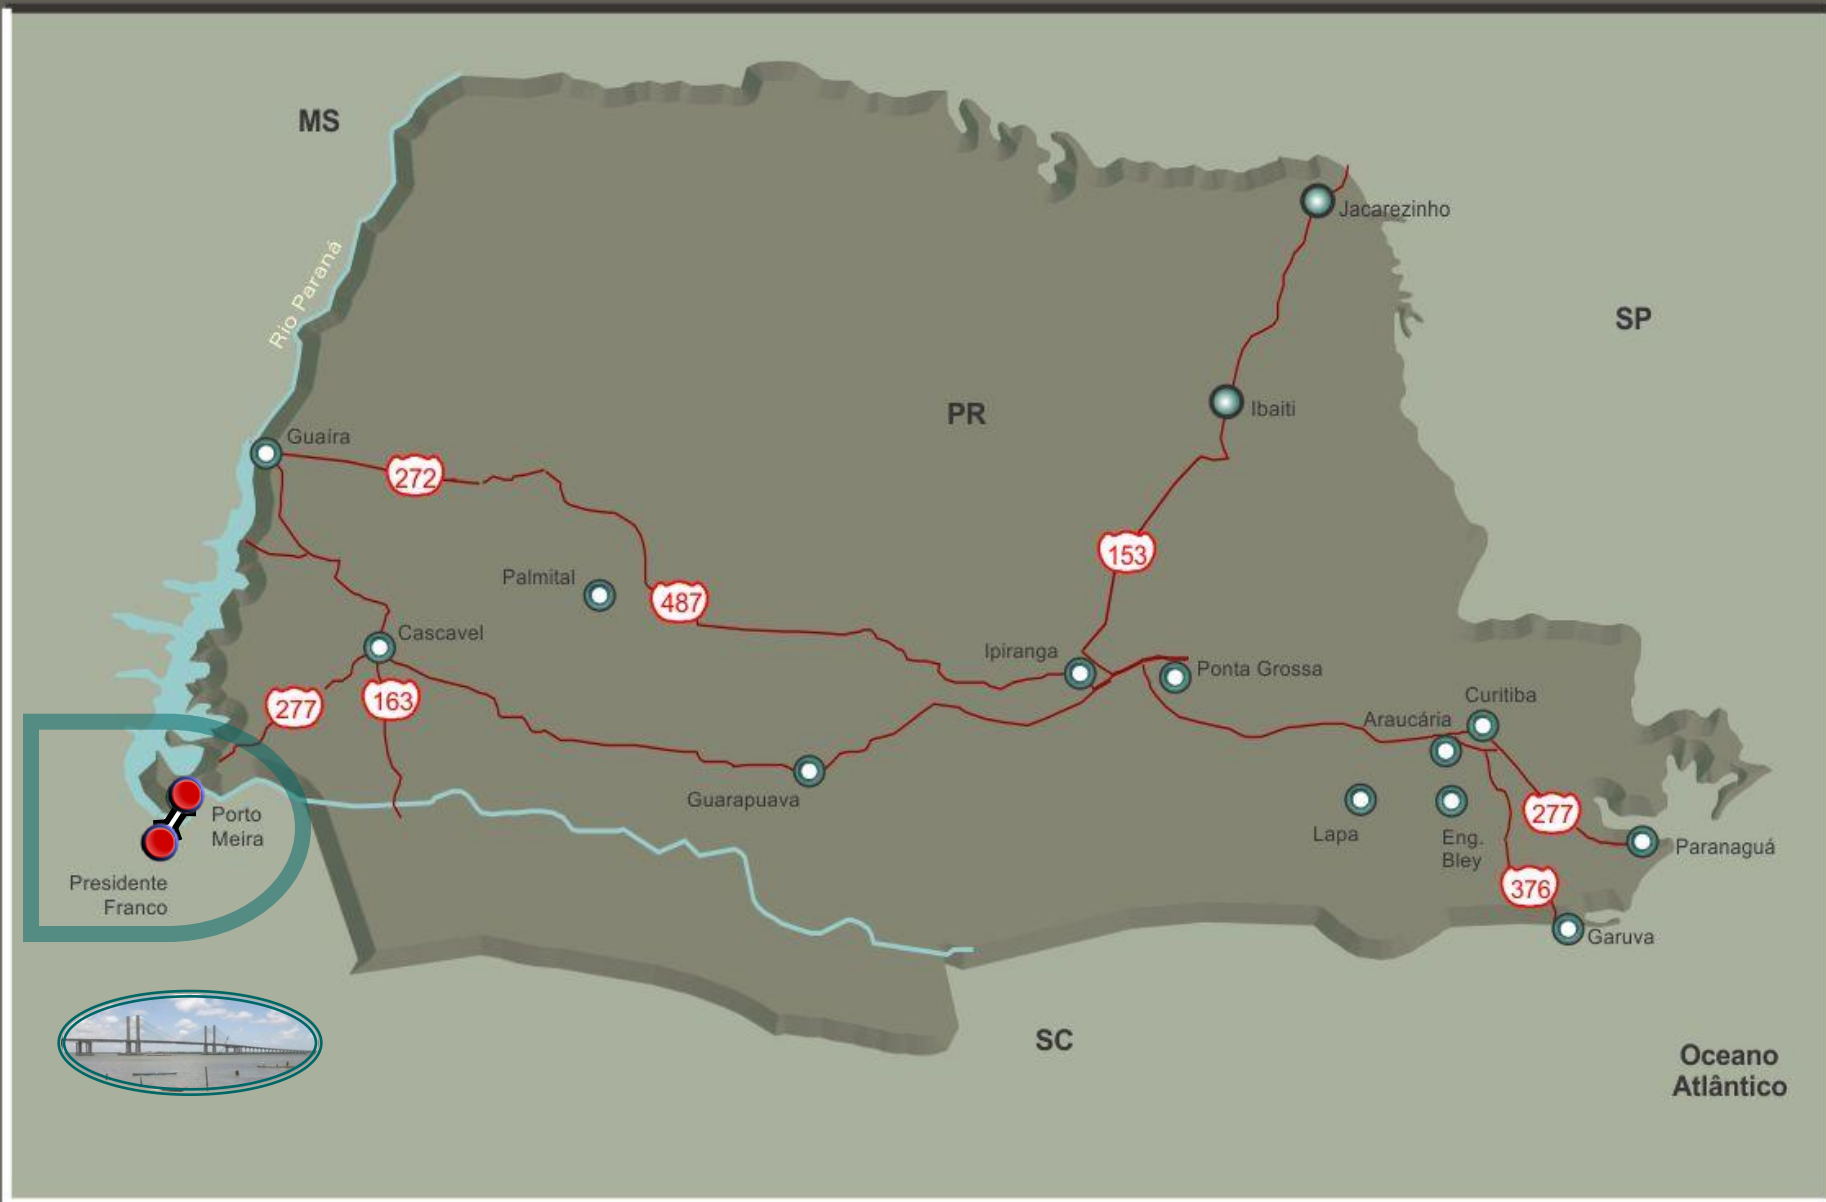 MS
Jacarezinho
Rio Paraná
SP
PR
Ibaiti
Guaíra
272
153
Palmital
487
Cascavel
Ipiranga
Ponta Grossa
277
163
Curitiba
Araucária
Guarapuava
Porto
Meira
277
Lapa
Eng.
Bley
Paranaguá
Presidente
Franco
376
Garuva
SC
Oceano
Atlântico